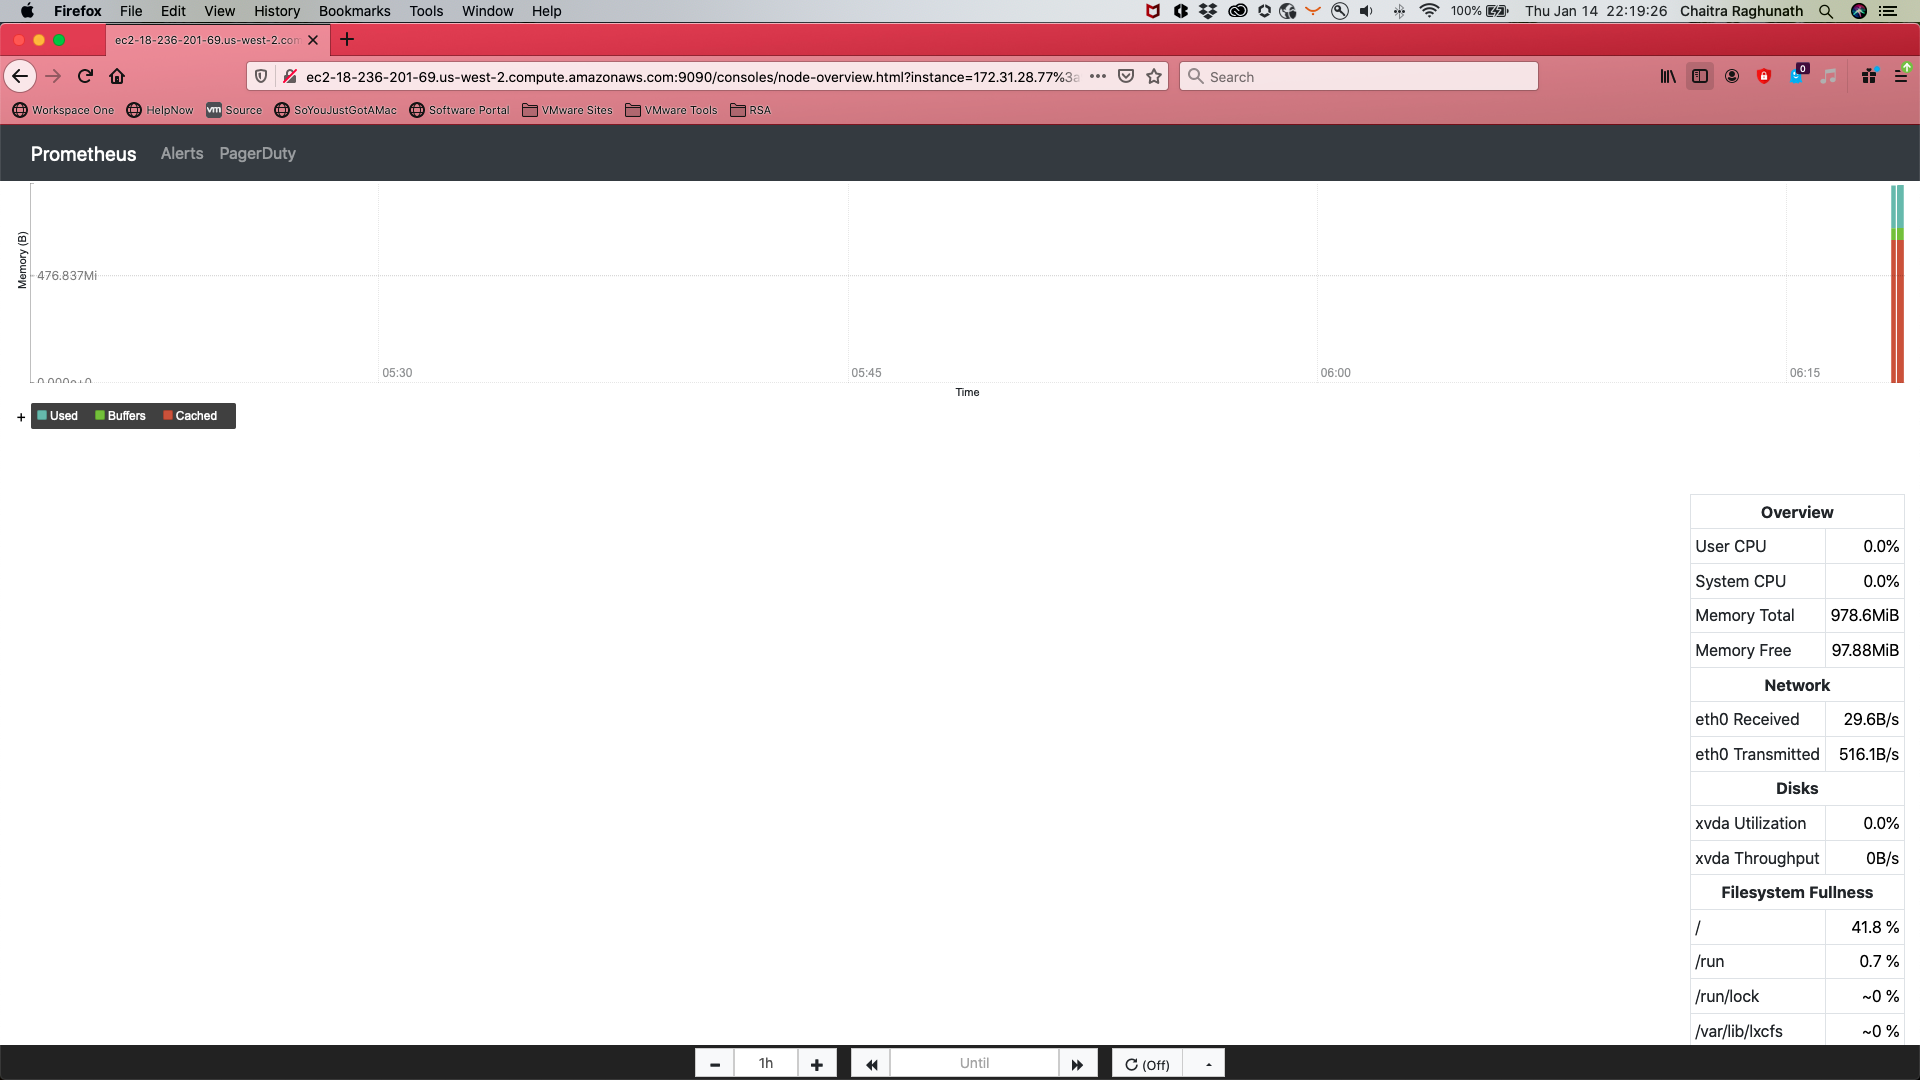 Firefox File Edit View History Bookmarks Tools Window Help 100% Thu Jan 14 22:19:26 Chaitra Raghunath
ec2-18-236-201-69.us-west-2.com
ec2-18-236-201-69.us-west-2.compute.amazonaws.com:9090/consoles/node-overview.html?instance=172.31.28.77%3a Search 0
Workspace One HelpNow vm Source SoYouJustGotAMac Software Portal VMware Sites VMware Tools RSA
Prometheus Alerts PagerDuty
Memory (B)
476.837Mi
0.000e+0
05:30 05:45 06:00 06:15
Time
+ Used Buffers Cached
Overview
User CPU 0.0%
System CPU 0.0%
Memory Total 978.6MiB
Memory Free 97.88MiB
Network
eth0 Received 29.6B/s
eth0 Transmitted 516.1B/s
Disks
xvda Utilization 0.0%
xvda Throughput 0B/s
Filesystem Fullness
/ 41.8 %
/run 0.7 %
/run/lock ~0 %
/var/lib/lxcfs ~0 %
1h Until (Off)